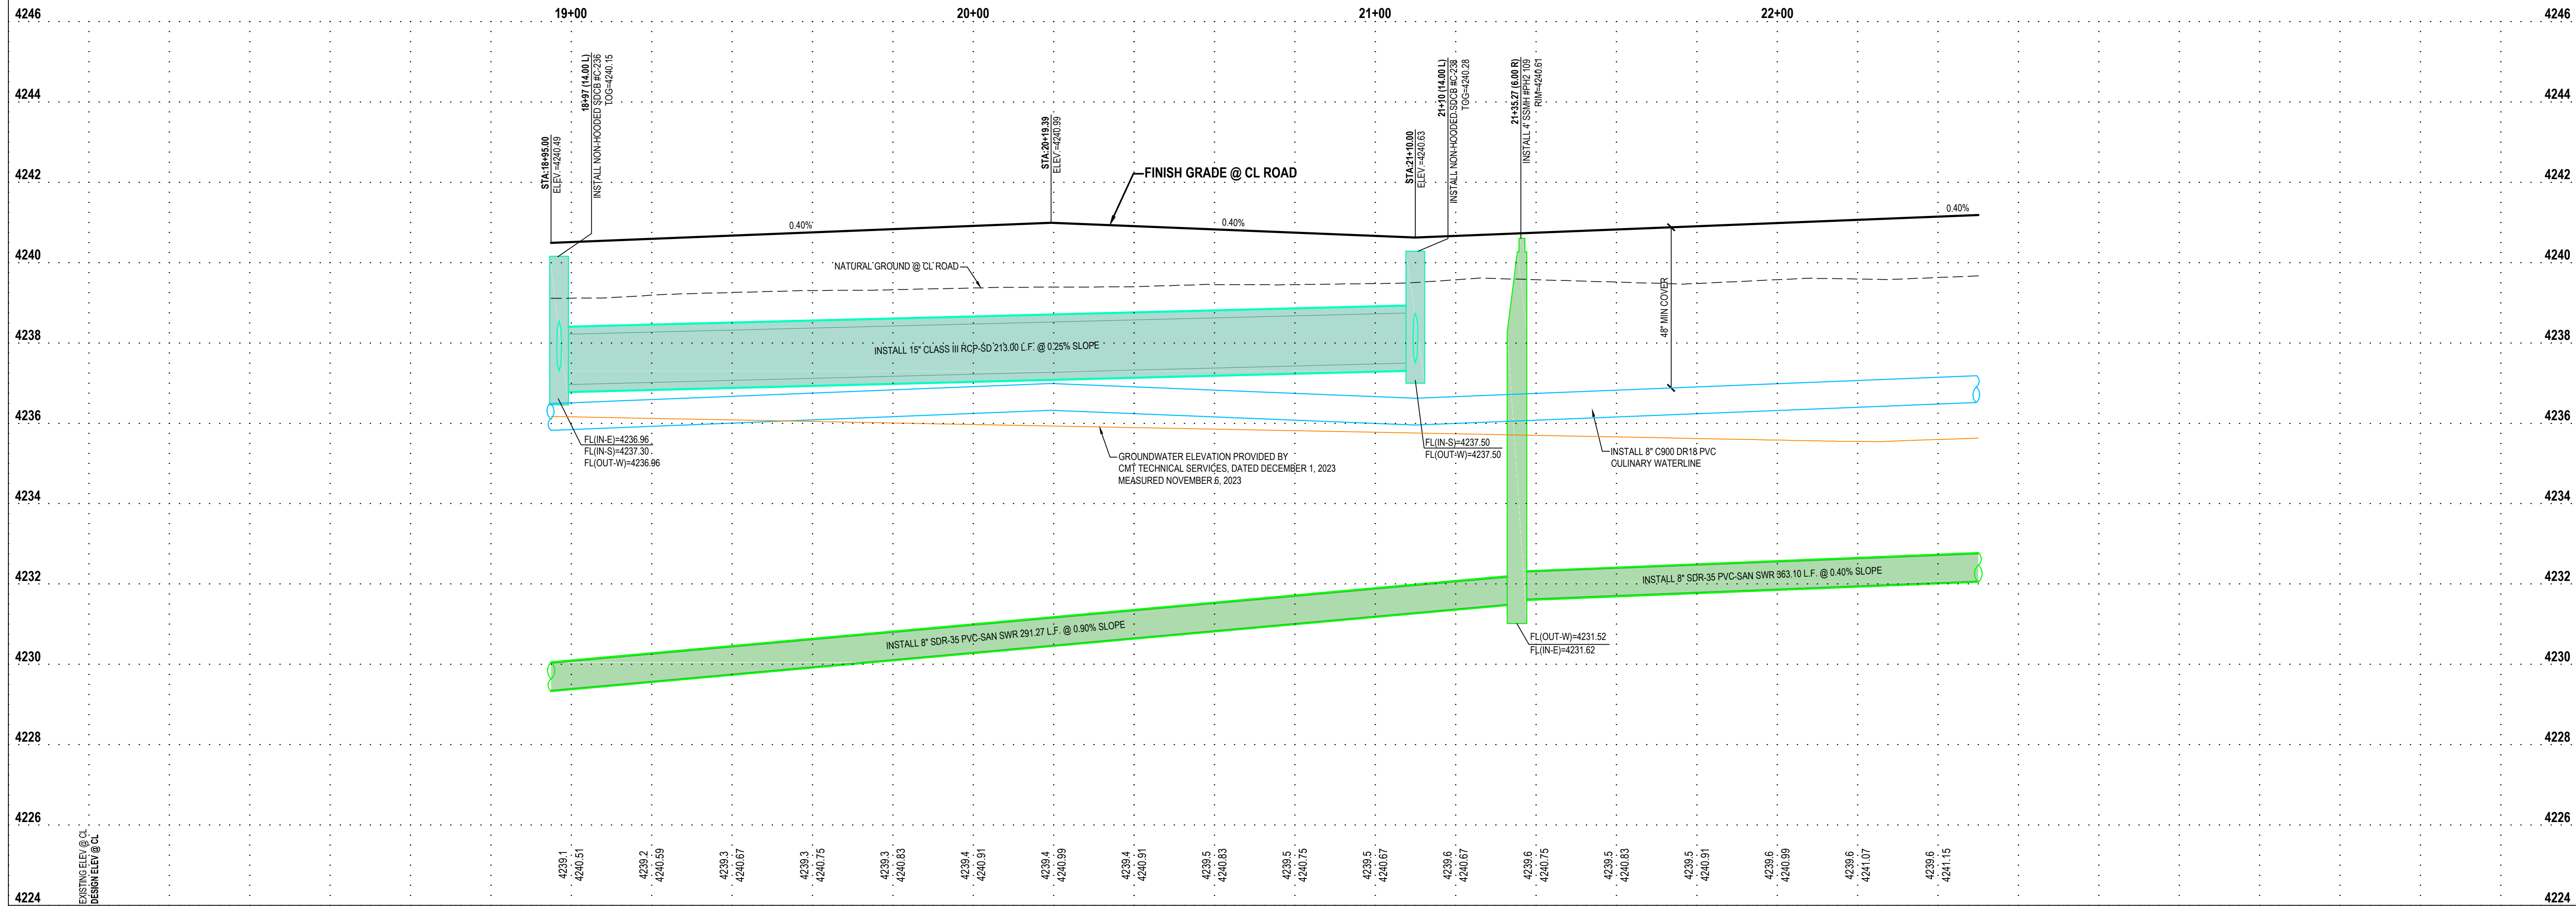 19+00
20+00
21+00
22+00
4246
4246
4244
4244
4242
4242
4240
4240
4238
4238
4236
4236
4234
4234
4232
4232
4230
4230
4228
4228
4226
4226
4224
4224
STA:18+95.00
ELEV.=4240.49
18+97 (14.00 L)
INSTALL NON-HOODED SDCB #C-236
TOG=4240.15
STA:20+19.39
ELEV.=4240.99
STA:21+10.00
ELEV.=4240.63
21+10 (14.00 L)
INSTALL NON-HOODED SDCB #C-238
TOG=4240.28
21+35.27 (6.00 R)
INSTALL 4' SSMH #PH2 109
RIM=4240.61
FINISH GRADE @ CL ROAD
0.40%
0.40%
0.40%
NATURAL GROUND @ CL ROAD
48" MIN COVER
INSTALL 15" CLASS III RCP-SD 213.00 L.F. @ 0.25% SLOPE
FL(IN-E)=4236.96
FL(IN-S)=4237.30
FL(OUT-W)=4236.96
FL(IN-S)=4237.50
FL(OUT-W)=4237.50
GROUNDWATER ELEVATION PROVIDED BY
CMT TECHNICAL SERVICES, DATED DECEMBER 1, 2023
MEASURED NOVEMBER 6, 2023
INSTALL 8" C900 DR18 PVC
CULINARY WATERLINE
INSTALL 8" SDR-35 PVC-SAN SWR 291.27 L.F. @ 0.90% SLOPE
INSTALL 8" SDR-35 PVC-SAN SWR 363.10 L.F. @ 0.40% SLOPE
FL(OUT-W)=4231.52
FL(IN-E)=4231.62
EXISTING ELEV @ CL
DESIGN ELEV @ CL
4239.1
4240.51
4239.2
4240.59
4239.3
4240.67
4239.3
4240.75
4239.3
4240.83
4239.4
4240.91
4239.4
4240.99
4239.4
4240.91
4239.5
4240.83
4239.5
4240.75
4239.5
4240.67
4239.6
4240.67
4239.6
4240.75
4239.5
4240.83
4239.5
4240.91
4239.6
4240.99
4239.6
4241.07
4239.6
4241.15